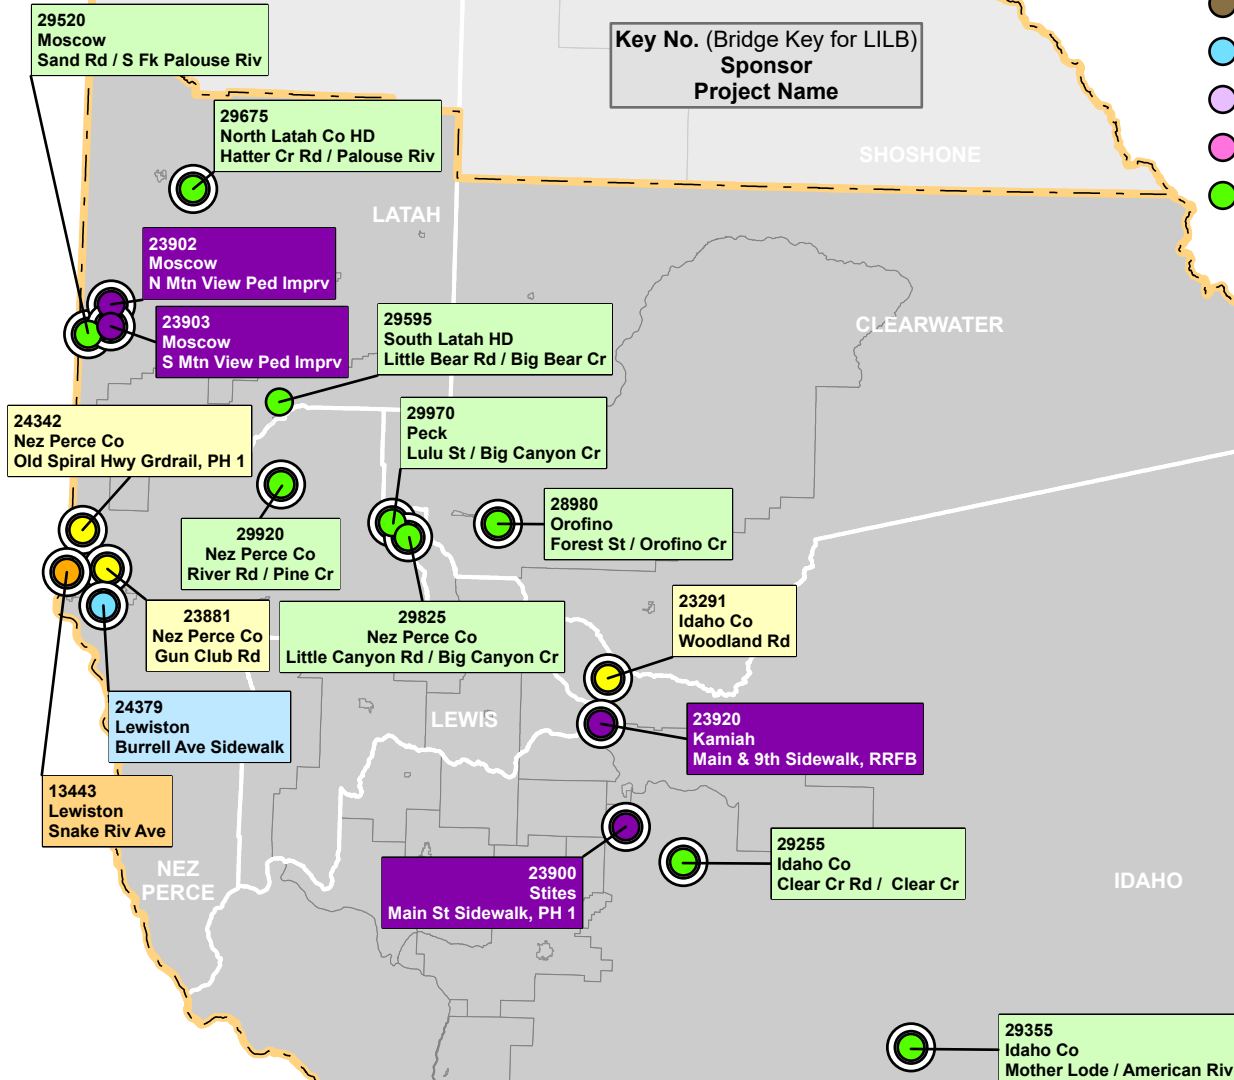 29520
Moscow
Sand Rd / S Fk Palouse Riv
Key No. (Bridge Key for LILB)
Sponsor
Project Name
29675
North Latah Co HD
Hatter Cr Rd / Palouse Riv
SHOSHONE
LATAH
23902
Moscow
N Mtn View Ped Imprv
23903
Moscow
S Mtn View Ped Imprv
29595
South Latah HD
Little Bear Rd / Big Bear Cr
CLEARWATER
24342
Nez Perce Co
Old Spiral Hwy Grdrail, PH 1
29970
Peck
Lulu St / Big Canyon Cr
28980
Orofino
Forest St / Orofino Cr
29920
Nez Perce Co
River Rd / Pine Cr
23881
Nez Perce Co
Gun Club Rd
29825
Nez Perce Co
Little Canyon Rd / Big Canyon Cr
23291
Idaho Co
Woodland Rd
24379
Lewiston
Burrell Ave Sidewalk
LEWIS
23920
Kamiah
Main & 9th Sidewalk, RRFB
13443
Lewiston
Snake Riv Ave
NEZ
PERCE
23900
Stites
Main St Sidewalk, PH 1
29255
Idaho Co
Clear Cr Rd / Clear Cr
IDAHO
29355
Idaho Co
Mother Lode / American Riv